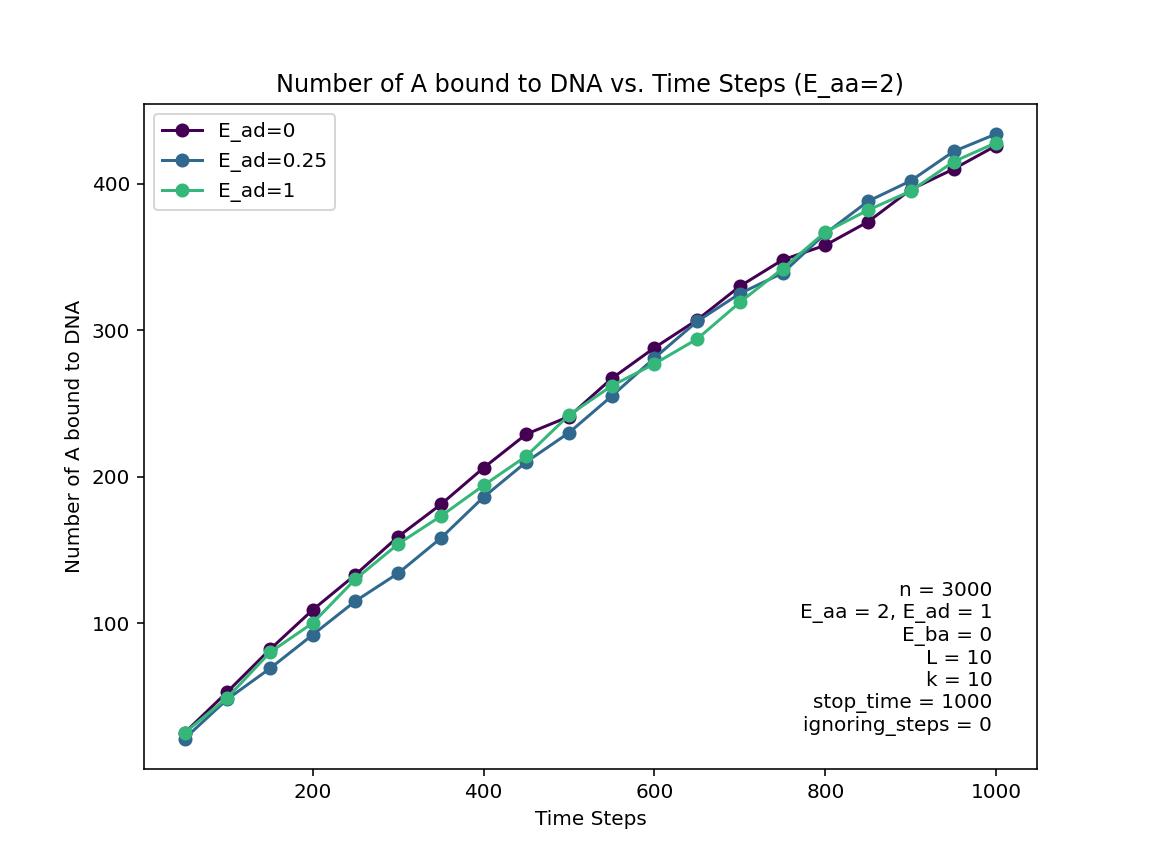 Number of A bound to DNA vs. Time Steps (E_aa=2)
E_ad=0
E_ad=0.25
E_ad=1
400
300
200
100
Number of A bound to DNA
n = 3000
E_aa = 2, E_ad = 1
E_ba = 0
L = 10
k = 10
stop_time = 1000
ignoring_steps = 0
200 400 600 800 1000
Time Steps